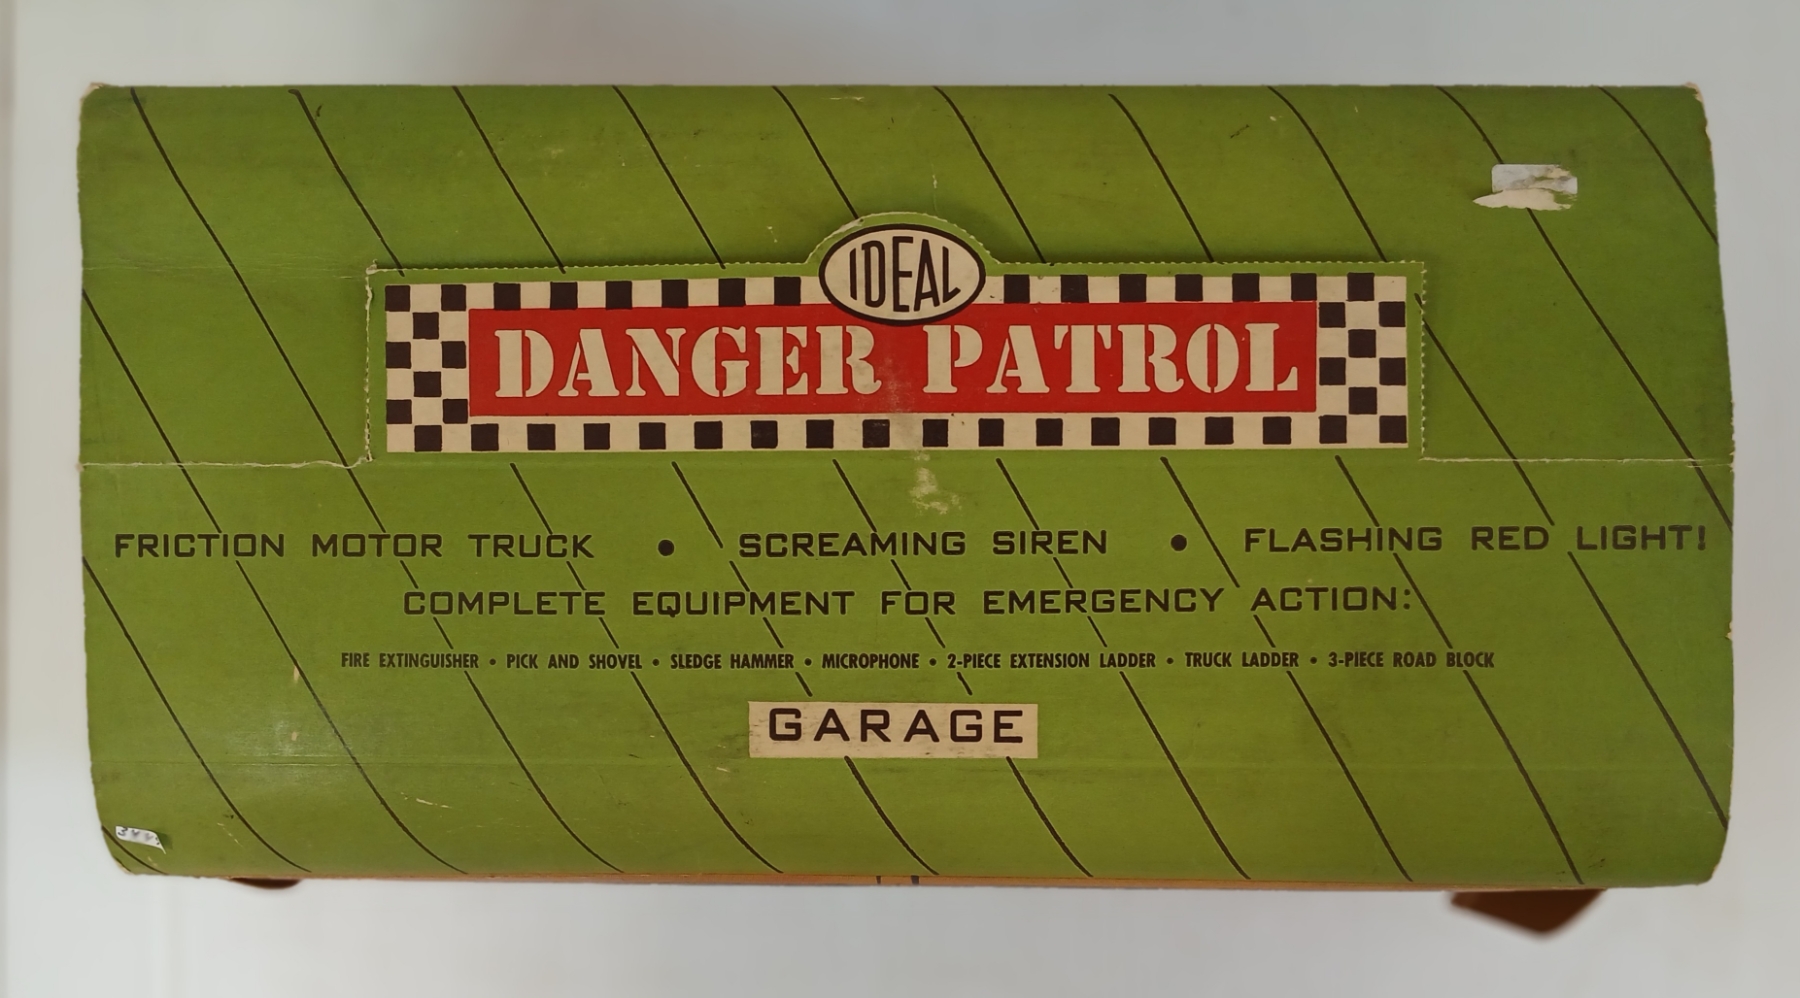 IDEAL
DANGER PATROL
FRICTION MOTOR TRUCK • SCREAMING SIREN • FLASHING RED LIGHT!
COMPLETE EQUIPMENT FOR EMERGENCY ACTION:
FIRE EXTINGUISHER • PICK AND SHOVEL • SLEDGE HAMMER • MICROPHONE • 2-PIECE EXTENSION LADDER • TRUCK LADDER • 3-PIECE ROAD BLOCK
GARAGE